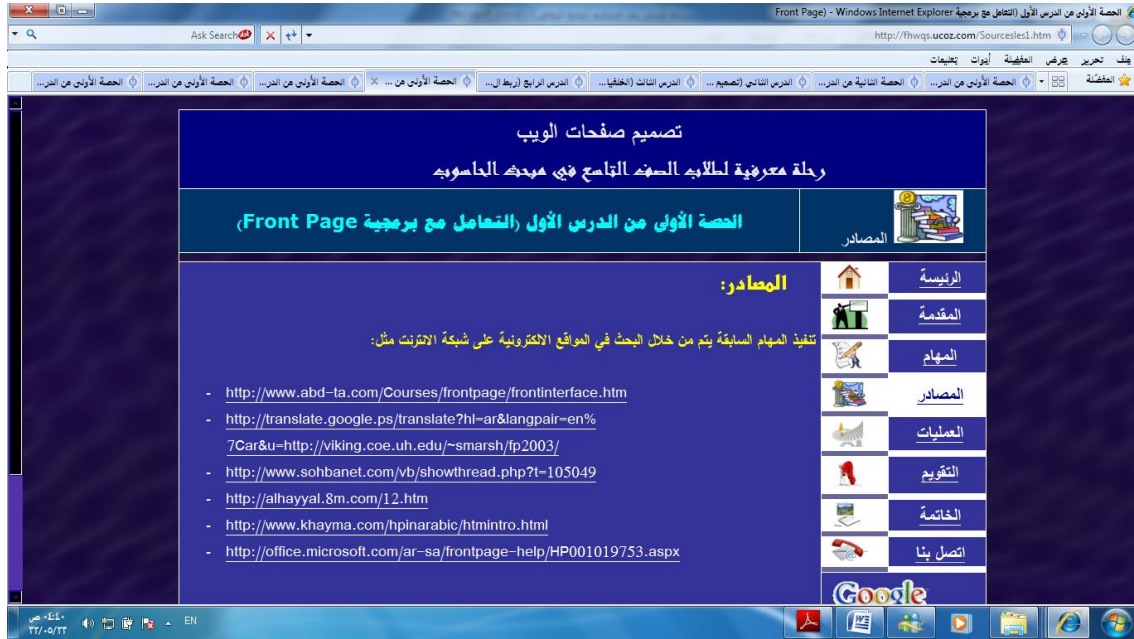 الحصة الأولى من الدرس الأول (التعامل مع برمجية Front Page) - Windows Internet Explorer
http://fhwqs.ucoz.com/Sourcesles1.htm
Ask Search
ملف تحرير عرض المفضلة أدوات تعليمات
المفضلة
الحصة الأولى من الدر...
الحصة الثانية من الدر...
الدرس الثاني (تصميم ...
الدرس الثالث (الخلفيا...
الدرس الرابع (ربط ال...
الحصة الأولى من ...
الحصة الأولى من الدر...
الحصة الأولى من الدر...
الحصة الأولى من الدر...
الحصة الأولى من الدر...
تصميم صفحات الويب
رحلة معرفية لطلاب الصف التاسع في مبحث الحاسوب
المصادر
الحصة الأولى من الدرس الأول (التعامل مع برمجية Front Page)
الرئيسة
المقدمة
المهام
المصادر
العمليات
التقويم
الخاتمة
اتصل بنا
Google
المصادر:
تنفيذ المهام السابقة يتم من خلال البحث في المواقع الالكترونية على شبكة الانترنت مثل:
- http://www.abd-ta.com/Courses/frontpage/frontinterface.htm
- http://translate.google.ps/translate?hl=ar&langpair=en%
7Car&u=http://viking.coe.uh.edu/~smarsh/fp2003/
- http://www.sohbanet.com/vb/showthread.php?t=105049
- http://alhayyal.8m.com/12.htm
- http://www.khayma.com/hpinarabic/htmintro.html
- http://office.microsoft.com/ar-sa/frontpage-help/HP001019753.aspx
EN
٠٤:٤٠ ص
٣٢/٠٥/٢٣